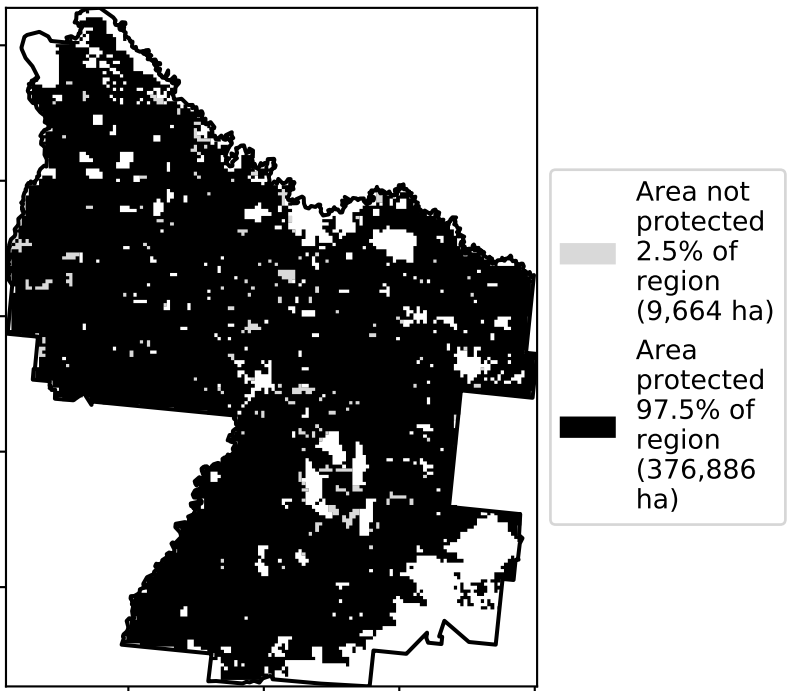 Area not
protected
2.5% of
region
(9,664 ha)
Area
protected
97.5% of
region
(376,886
ha)